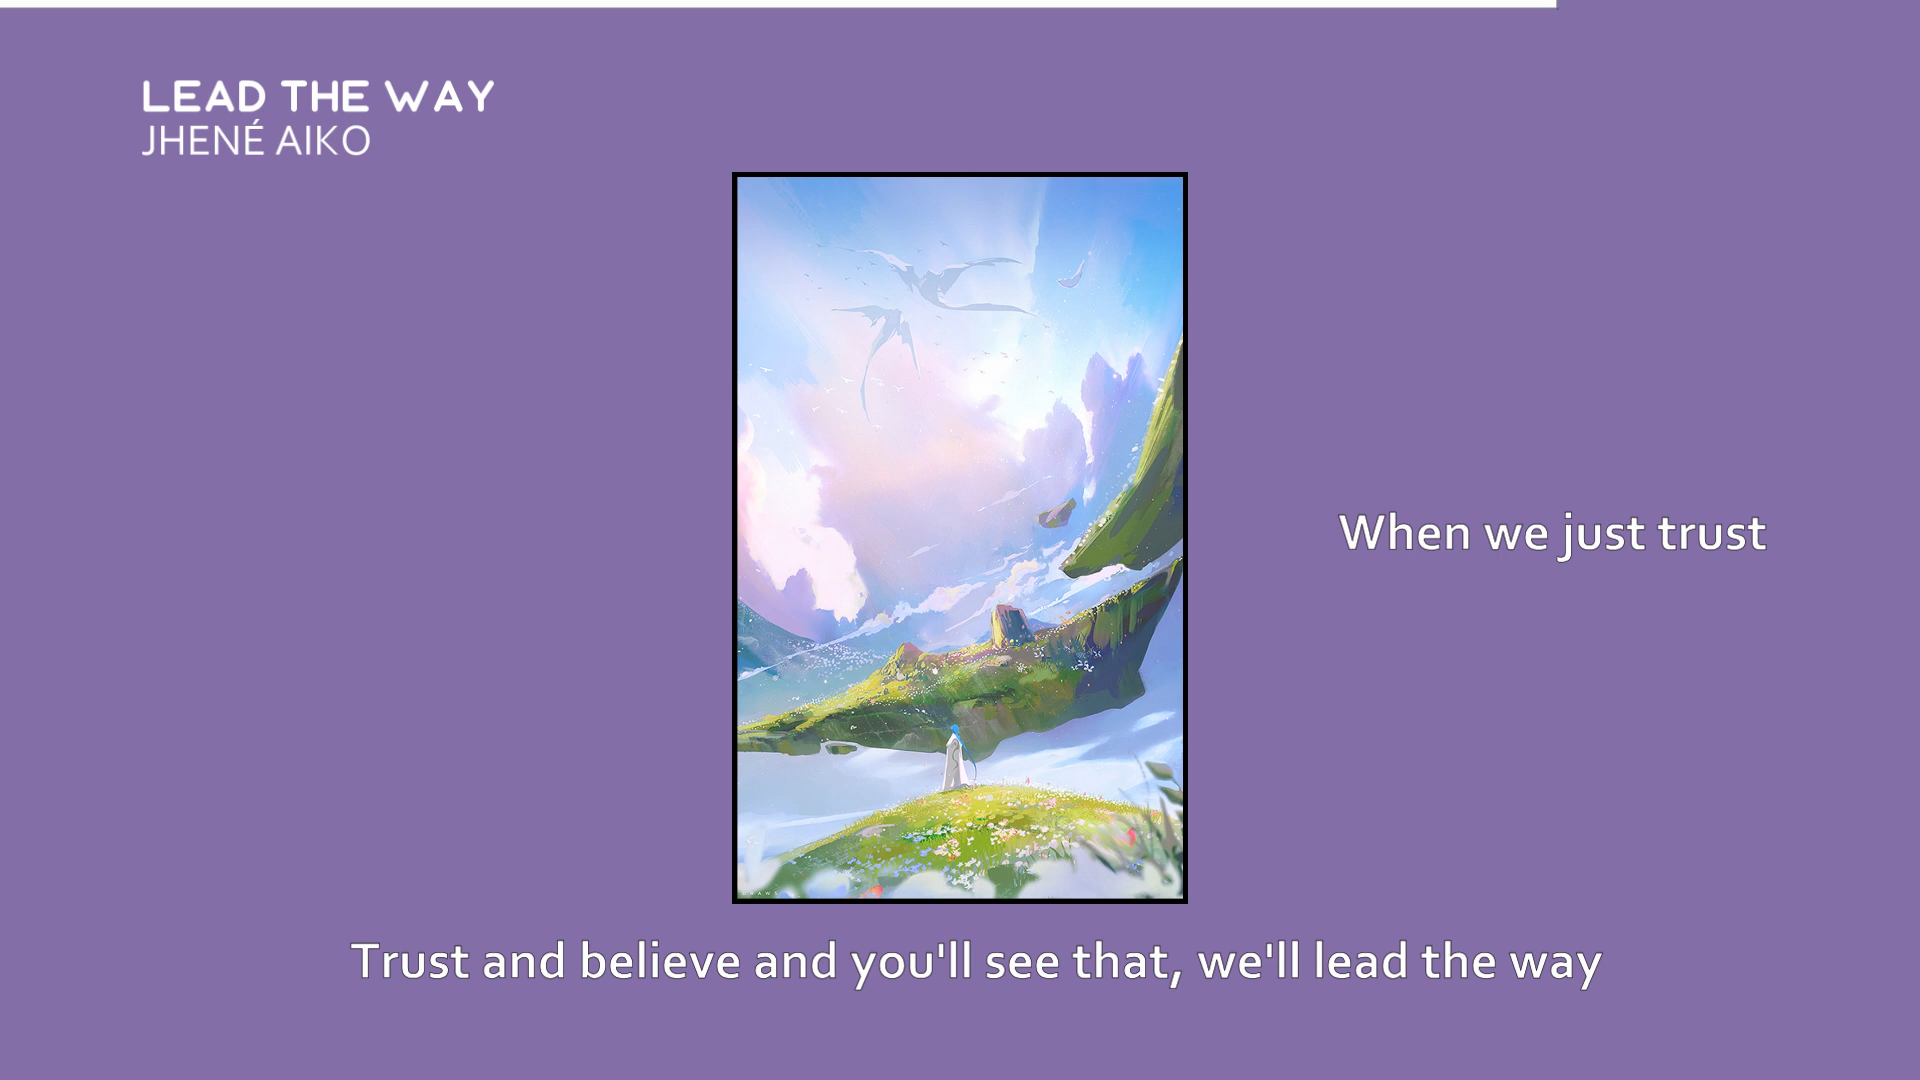 LEAD THE WAY
JHENÉ AIKO
When we just trust
Trust and believe and you'll see that, we'll lead the way